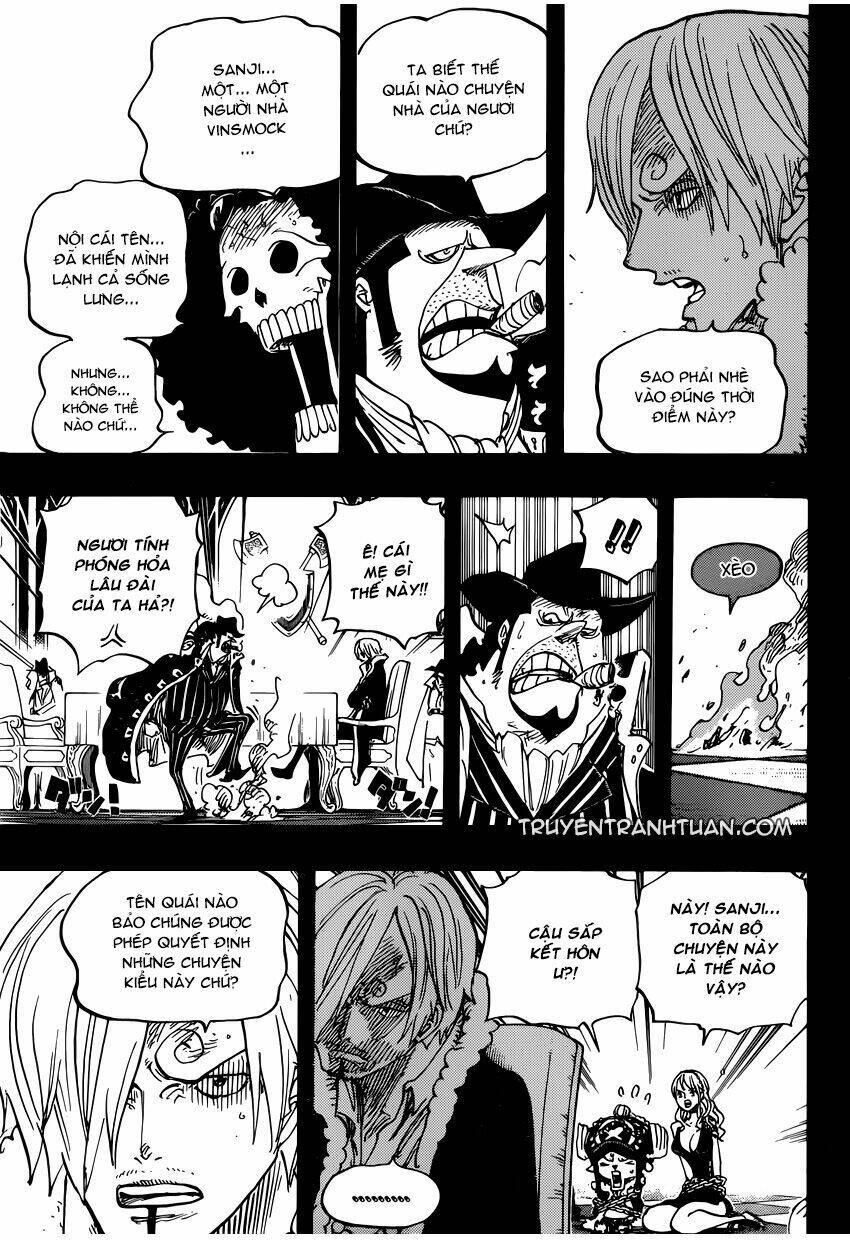 SAO PHẢI NHÈ
VÀO ĐÚNG THỜI
ĐIỂM NÀY?
TA BIẾT THẾ
QUÁI NÀO CHUYỆN
NHÀ CỦA NGƯƠI
CHỨ?
SANJI...
MỘT... MỘT
NGƯỜI NHÀ
VINSMOCK
...
NỘI CÁI TÊN...
ĐÃ KHIẾN MÌNH
LẠNH CẢ SỐNG
LƯNG...
NHƯNG...
KHÔNG...
KHÔNG THỂ
NÀO CHỨ...
XÈO
!!
Ê! CÁI
MẸ GÌ
THẾ NÀY!!
NGƯƠI TÍNH
PHÓNG HỎA
LÂU ĐÀI
CỦA TA HẢ?!
TRUYENTRANHTUAN.COM
NÀY! SANJI...
TOÀN BỘ
CHUYỆN NÀY
LÀ THẾ NÀO
VẬY?
CẬU SẮP
KẾT HÔN
Ư?!
..........
TÊN QUÁI NÀO
BẢO CHÚNG ĐƯỢC
PHÉP QUYẾT ĐỊNH
NHỮNG CHUYỆN
KIỂU NÀY CHỨ?